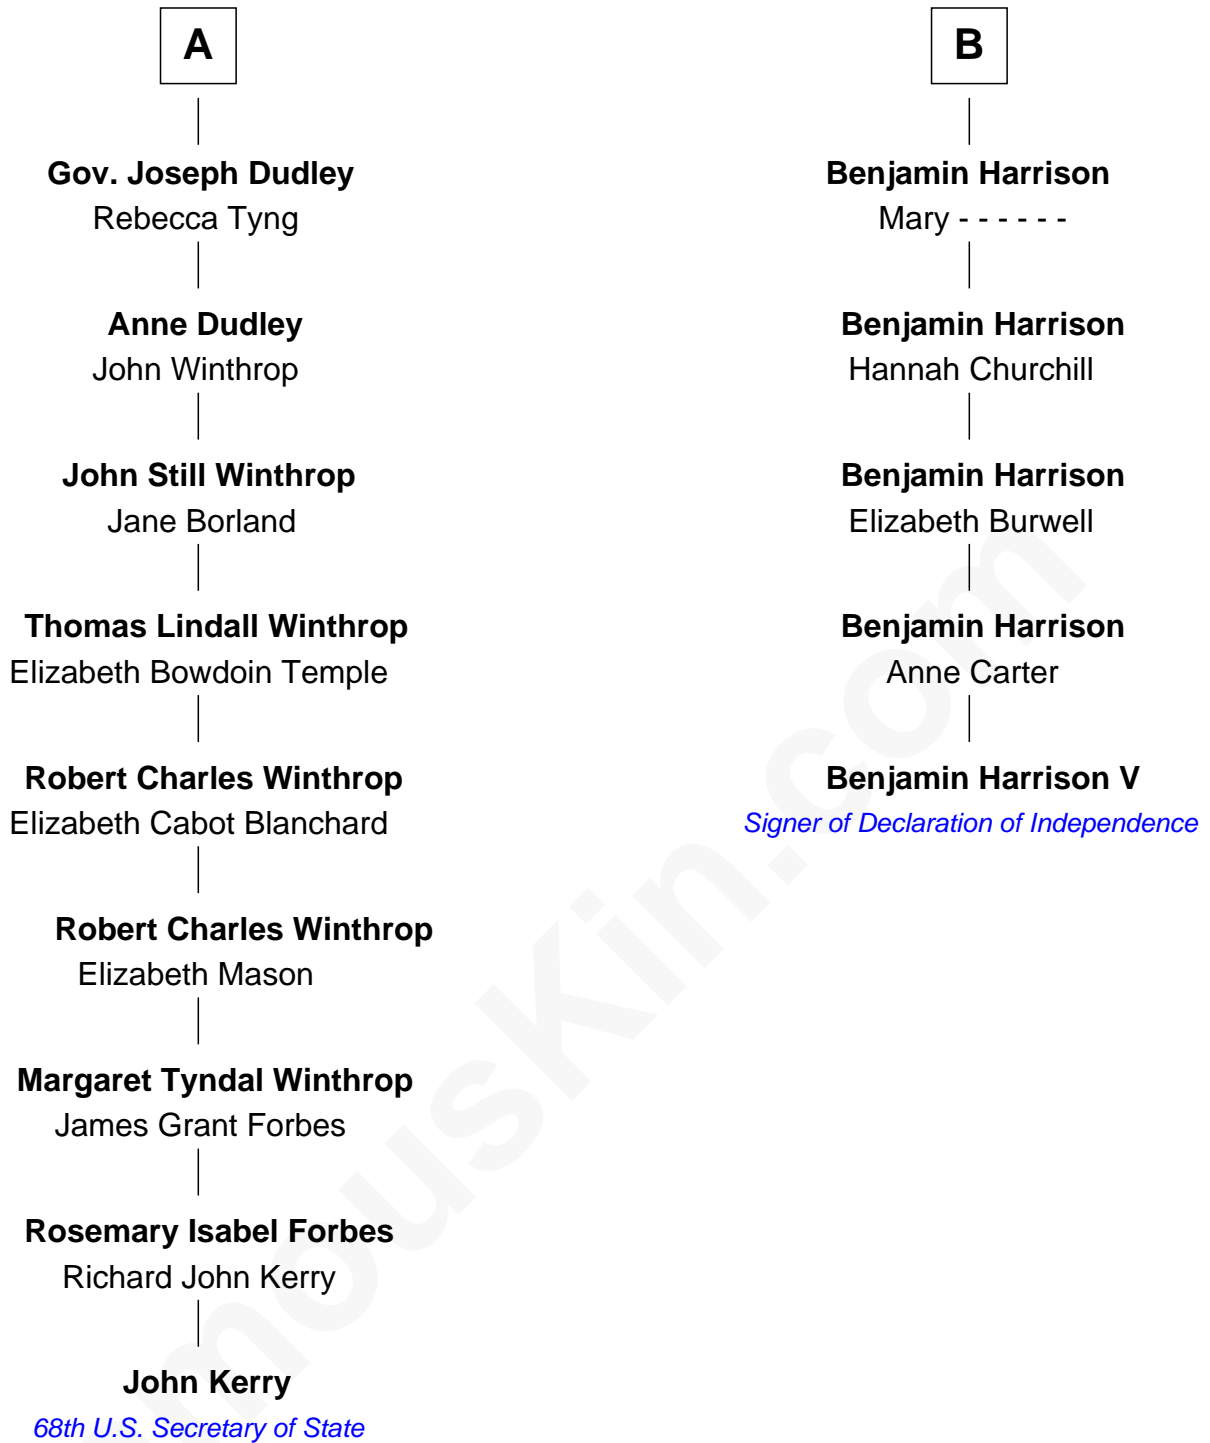 A
Gov. Joseph Dudley
Rebecca Tyng
Anne Dudley
John Winthrop
John Still Winthrop
Jane Borland
Thomas Lindall Winthrop
Elizabeth Bowdoin Temple
Robert Charles Winthrop
Elizabeth Cabot Blanchard
Robert Charles Winthrop
Elizabeth Mason
Margaret Tyndal Winthrop
James Grant Forbes
Rosemary Isabel Forbes
Richard John Kerry
John Kerry
68th U.S. Secretary of State
B
Benjamin Harrison
Mary - - - - - -
Benjamin Harrison
Hannah Churchill
Benjamin Harrison
Elizabeth Burwell
Benjamin Harrison
Anne Carter
Benjamin Harrison V
Signer of Declaration of Independence
mousKin.com